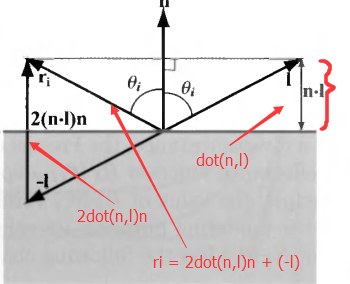 n
r_i
θ_i
θ_i
l
n·l
2(n·l)n
dot(n,l)
-l
2dot(n,l)n
ri = 2dot(n,l)n + (-l)